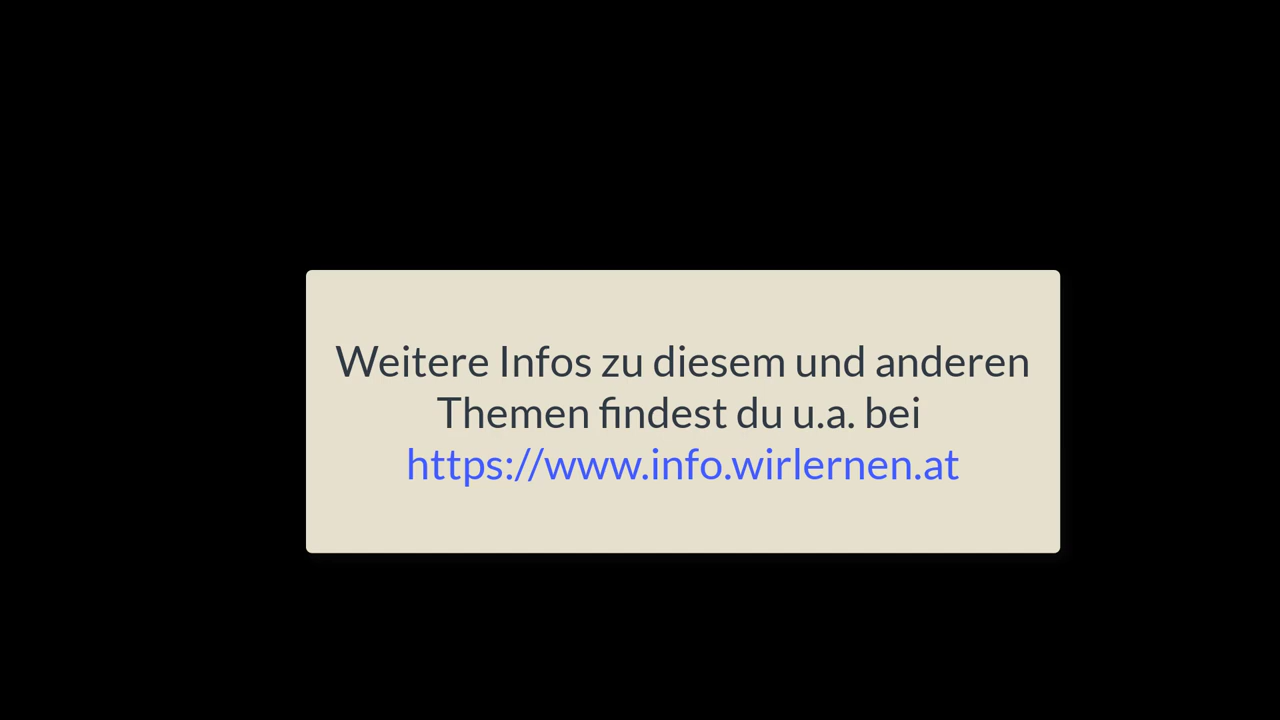 Weitere Infos zu diesem und anderen
Themen findest du u.a. bei
https://www.info.wirlernen.at